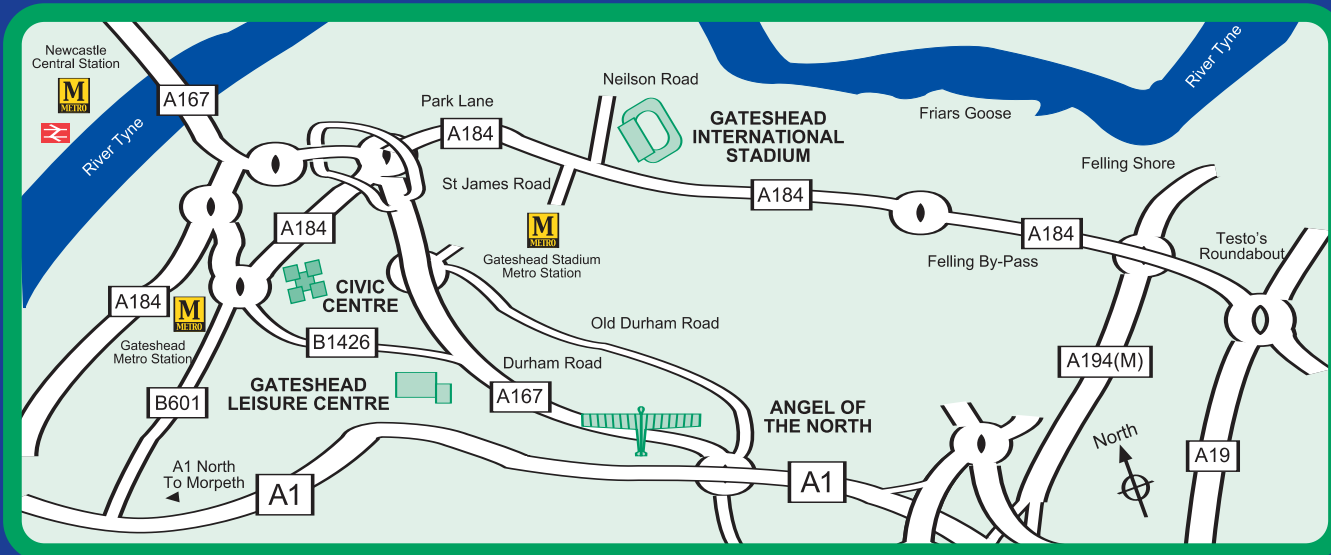 Newcastle
Central Station
M
METRO
River Tyne
A167
Park Lane
A184
Neilson Road
GATESHEAD
INTERNATIONAL
STADIUM
Friars Goose
River Tyne
Felling Shore
St James Road
A184
M
METRO
Gateshead Stadium
Metro Station
A184
Felling By-Pass
Testo's
Roundabout
A184
CIVIC
CENTRE
A184
M
METRO
Gateshead
Metro Station
B1426
Old Durham Road
Durham Road
A167
A194(M)
GATESHEAD
LEISURE CENTRE
B601
ANGEL OF
THE NORTH
A1 North
To Morpeth
A1
A1
North
A19